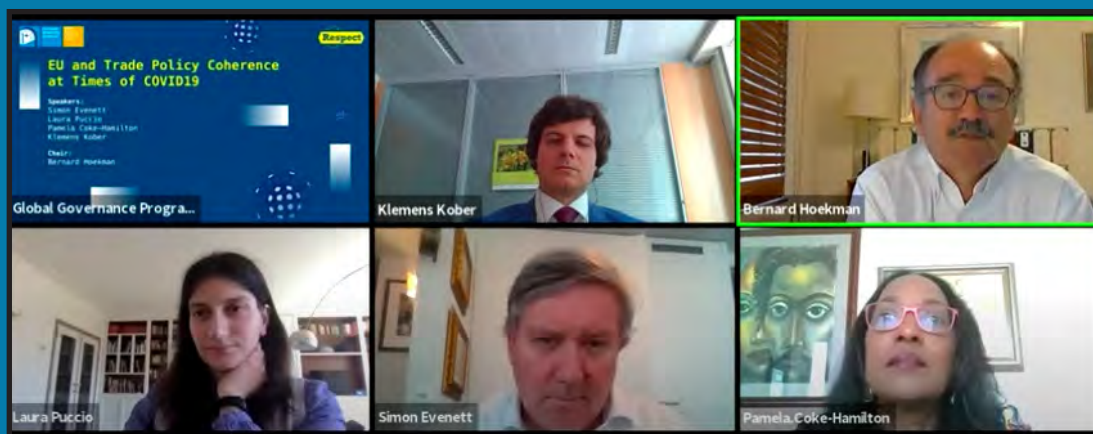 Respect
EU and Trade Policy Coherence
at Times of COVID19
Speakers:
Simon Evenett
Laura Puccio
Pamela Coke-Hamilton
Klemens Kober
Chair:
Bernard Hoekman
Global Governance Progra...
Klemens Kober
Bernard Hoekman
Laura Puccio
Simon Evenett
Pamela.Coke-Hamilton